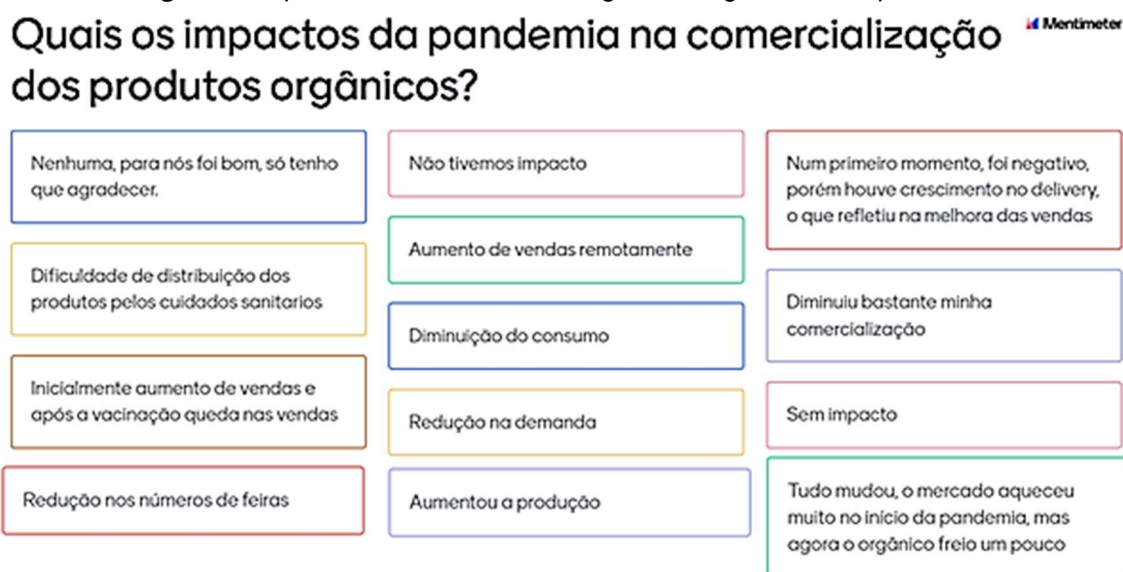 Quais os impactos da pandemia na comercialização
dos produtos orgânicos?
Mentimeter
Nenhuma, para nós foi bom, só tenho
que agradecer.
Dificuldade de distribuição dos
produtos pelos cuidados sanitarios
Inicialmente aumento de vendas e
após a vacinação queda nas vendas
Redução nos números de feiras
Não tivemos impacto
Aumento de vendas remotamente
Diminuição do consumo
Redução na demanda
Aumentou a produção
Num primeiro momento, foi negativo,
porém houve crescimento no delivery,
o que refletiu na melhora das vendas
Diminuiu bastante minha
comercialização
Sem impacto
Tudo mudou, o mercado aqueceu
muito no início da pandemia, mas
agora o orgânico freio um pouco